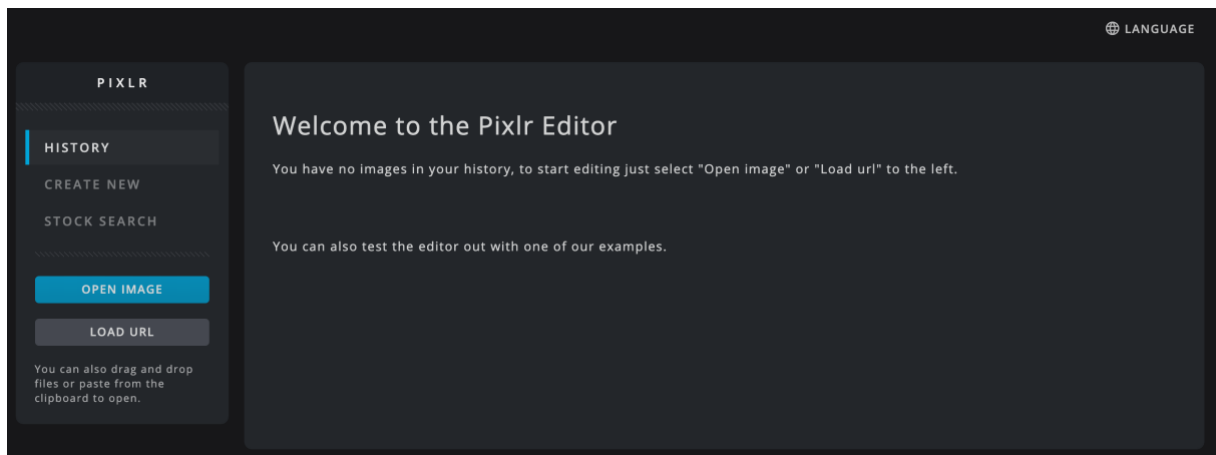 LANGUAGE
PIXLR
HISTORY
CREATE NEW
STOCK SEARCH
OPEN IMAGE
LOAD URL
You can also drag and drop
files or paste from the
clipboard to open.
Welcome to the Pixlr Editor
You have no images in your history, to start editing just select "Open image" or "Load url" to the left.
You can also test the editor out with one of our examples.